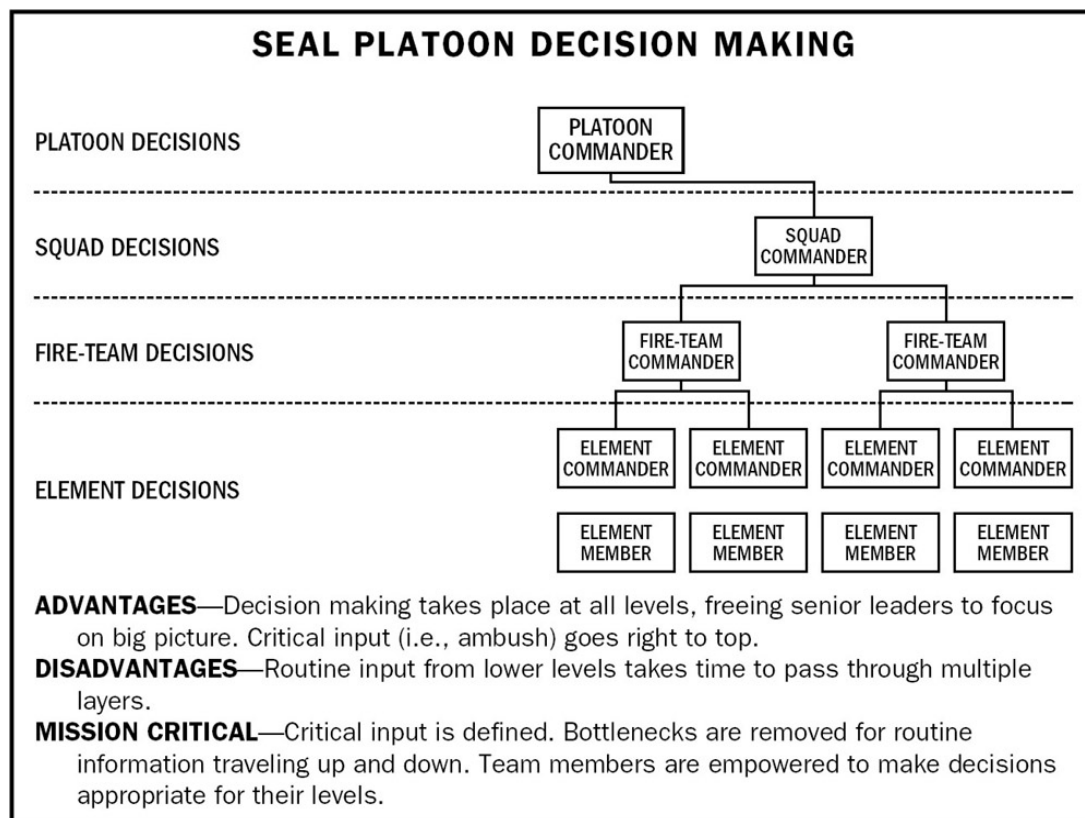 SEAL PLATOON DECISION MAKING
PLATOON DECISIONS
PLATOON
COMMANDER
SQUAD DECISIONS
SQUAD
COMMANDER
FIRE-TEAM DECISIONS
FIRE-TEAM
COMMANDER
FIRE-TEAM
COMMANDER
ELEMENT DECISIONS
ELEMENT
COMMANDER
ELEMENT
COMMANDER
ELEMENT
COMMANDER
ELEMENT
COMMANDER
ELEMENT
MEMBER
ELEMENT
MEMBER
ELEMENT
MEMBER
ELEMENT
MEMBER
ADVANTAGES—Decision making takes place at all levels, freeing senior leaders to focus
on big picture. Critical input (i.e., ambush) goes right to top.
DISADVANTAGES—Routine input from lower levels takes time to pass through multiple
layers.
MISSION CRITICAL—Critical input is defined. Bottlenecks are removed for routine
information traveling up and down. Team members are empowered to make decisions
appropriate for their levels.